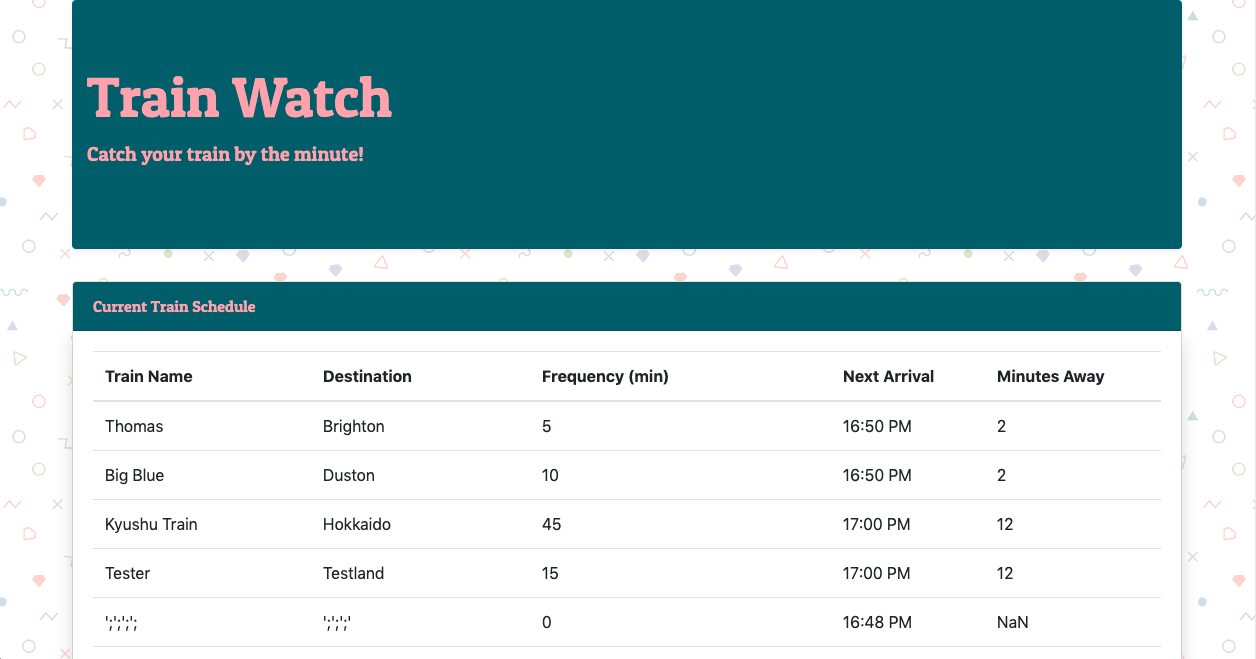 Train Watch
Catch your train by the minute!
Current Train Schedule
Train Name Destination Frequency (min) Next Arrival Minutes Away
Thomas Brighton 5 16:50 PM 2
Big Blue Duston 10 16:50 PM 2
Kyushu Train Hokkaido 45 17:00 PM 12
Tester Testland 15 17:00 PM 12
';';';'; ';';';' 0 16:48 PM NaN